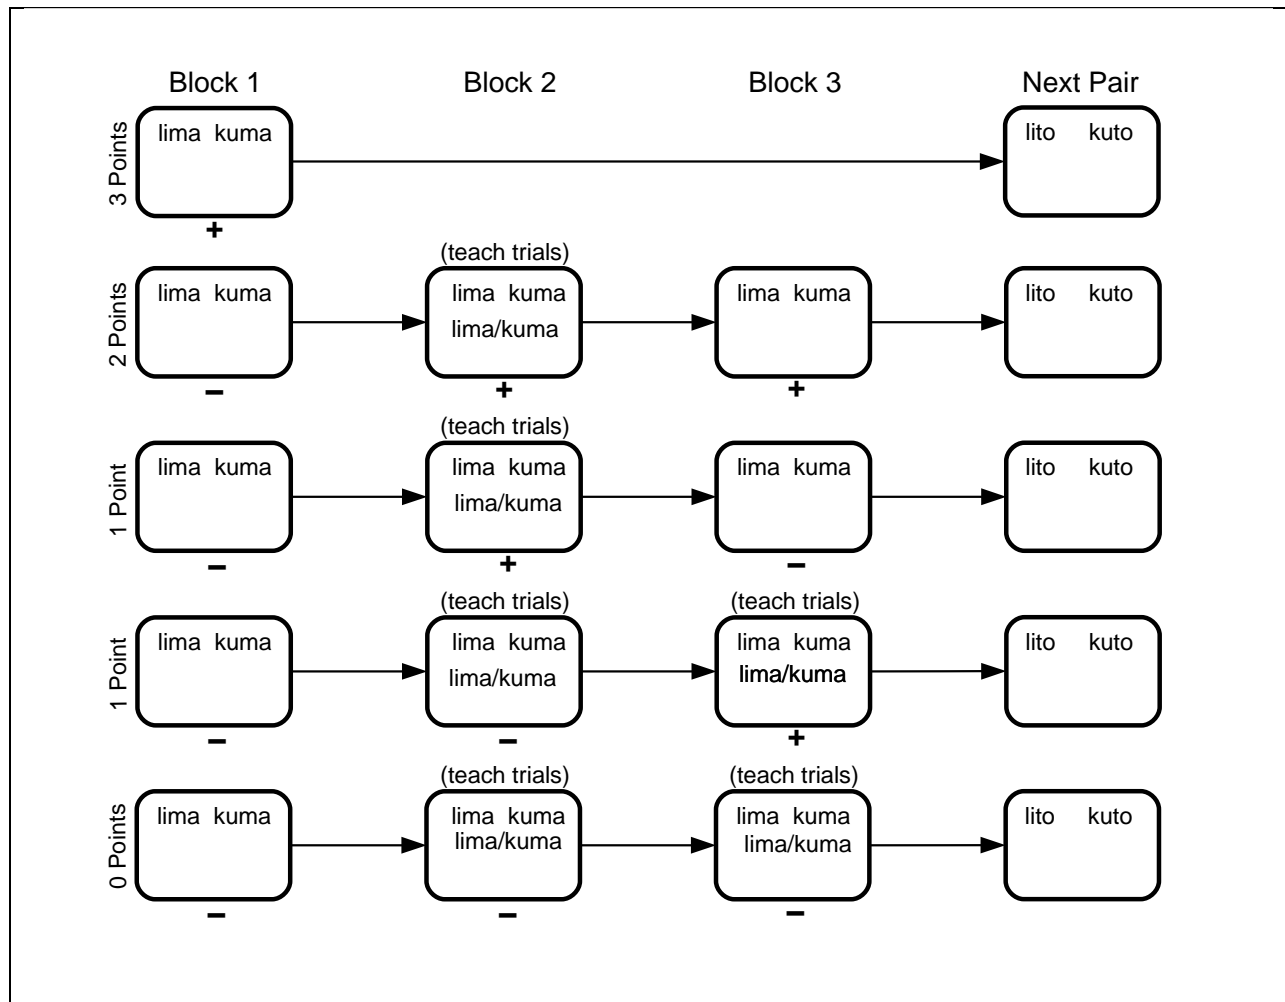 Block 1 Block 2 Block 3 Next Pair
3 Points
lima kuma
lito kuto
+
2 Points
(teach trials)
lima kuma
lima kuma
lima/kuma
lima kuma
lito kuto
– + +
1 Point
(teach trials)
lima kuma
lima kuma
lima/kuma
lima kuma
lito kuto
– + –
1 Point
(teach trials) (teach trials)
lima kuma
lima kuma
lima/kuma
lima kuma
lima/kuma
lito kuto
– – +
0 Points
(teach trials) (teach trials)
lima kuma
lima kuma
lima/kuma
lima kuma
lima/kuma
lito kuto
– – –